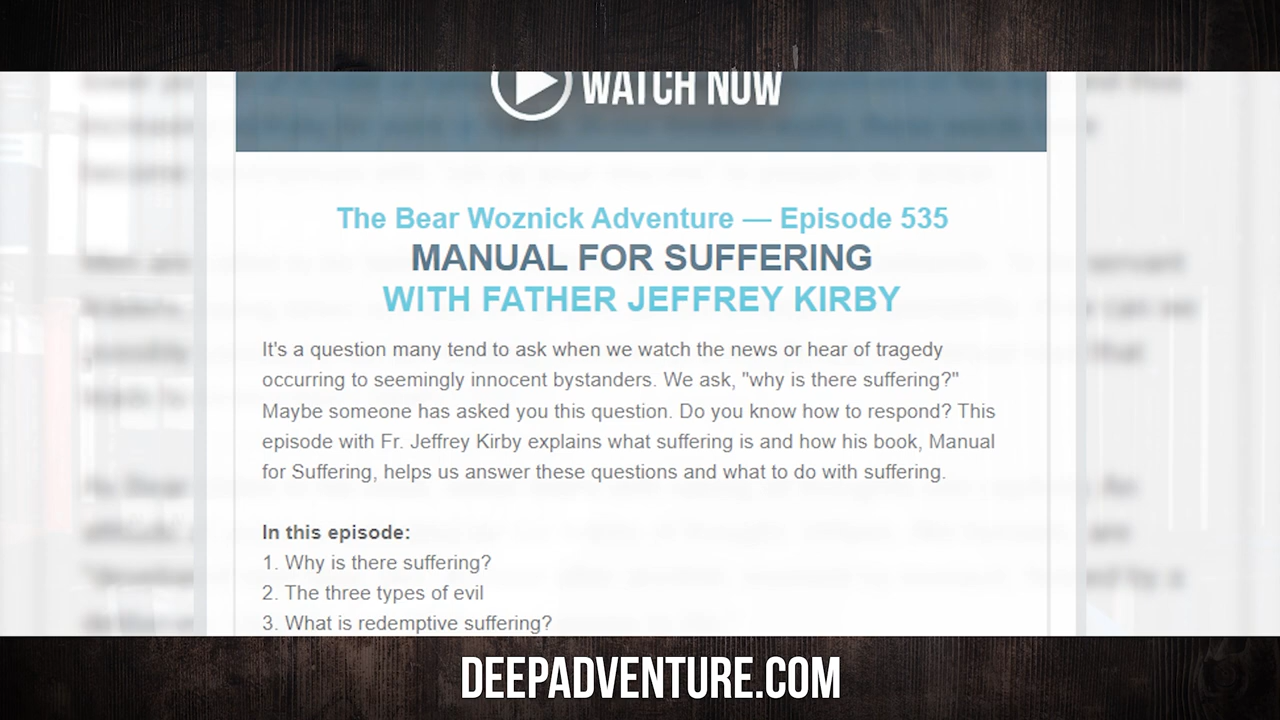 WATCH NOW
The Bear Woznick Adventure — Episode 535
MANUAL FOR SUFFERING
WITH FATHER JEFFREY KIRBY
It's a question many tend to ask when we watch the news or hear of tragedy
occurring to seemingly innocent bystanders. We ask, "why is there suffering?"
Maybe someone has asked you this question. Do you know how to respond? This
episode with Fr. Jeffrey Kirby explains what suffering is and how his book, Manual
for Suffering, helps us answer these questions and what to do with suffering.
In this episode:
1. Why is there suffering?
2. The three types of evil
3. What is redemptive suffering?
DEEPADVENTURE.COM